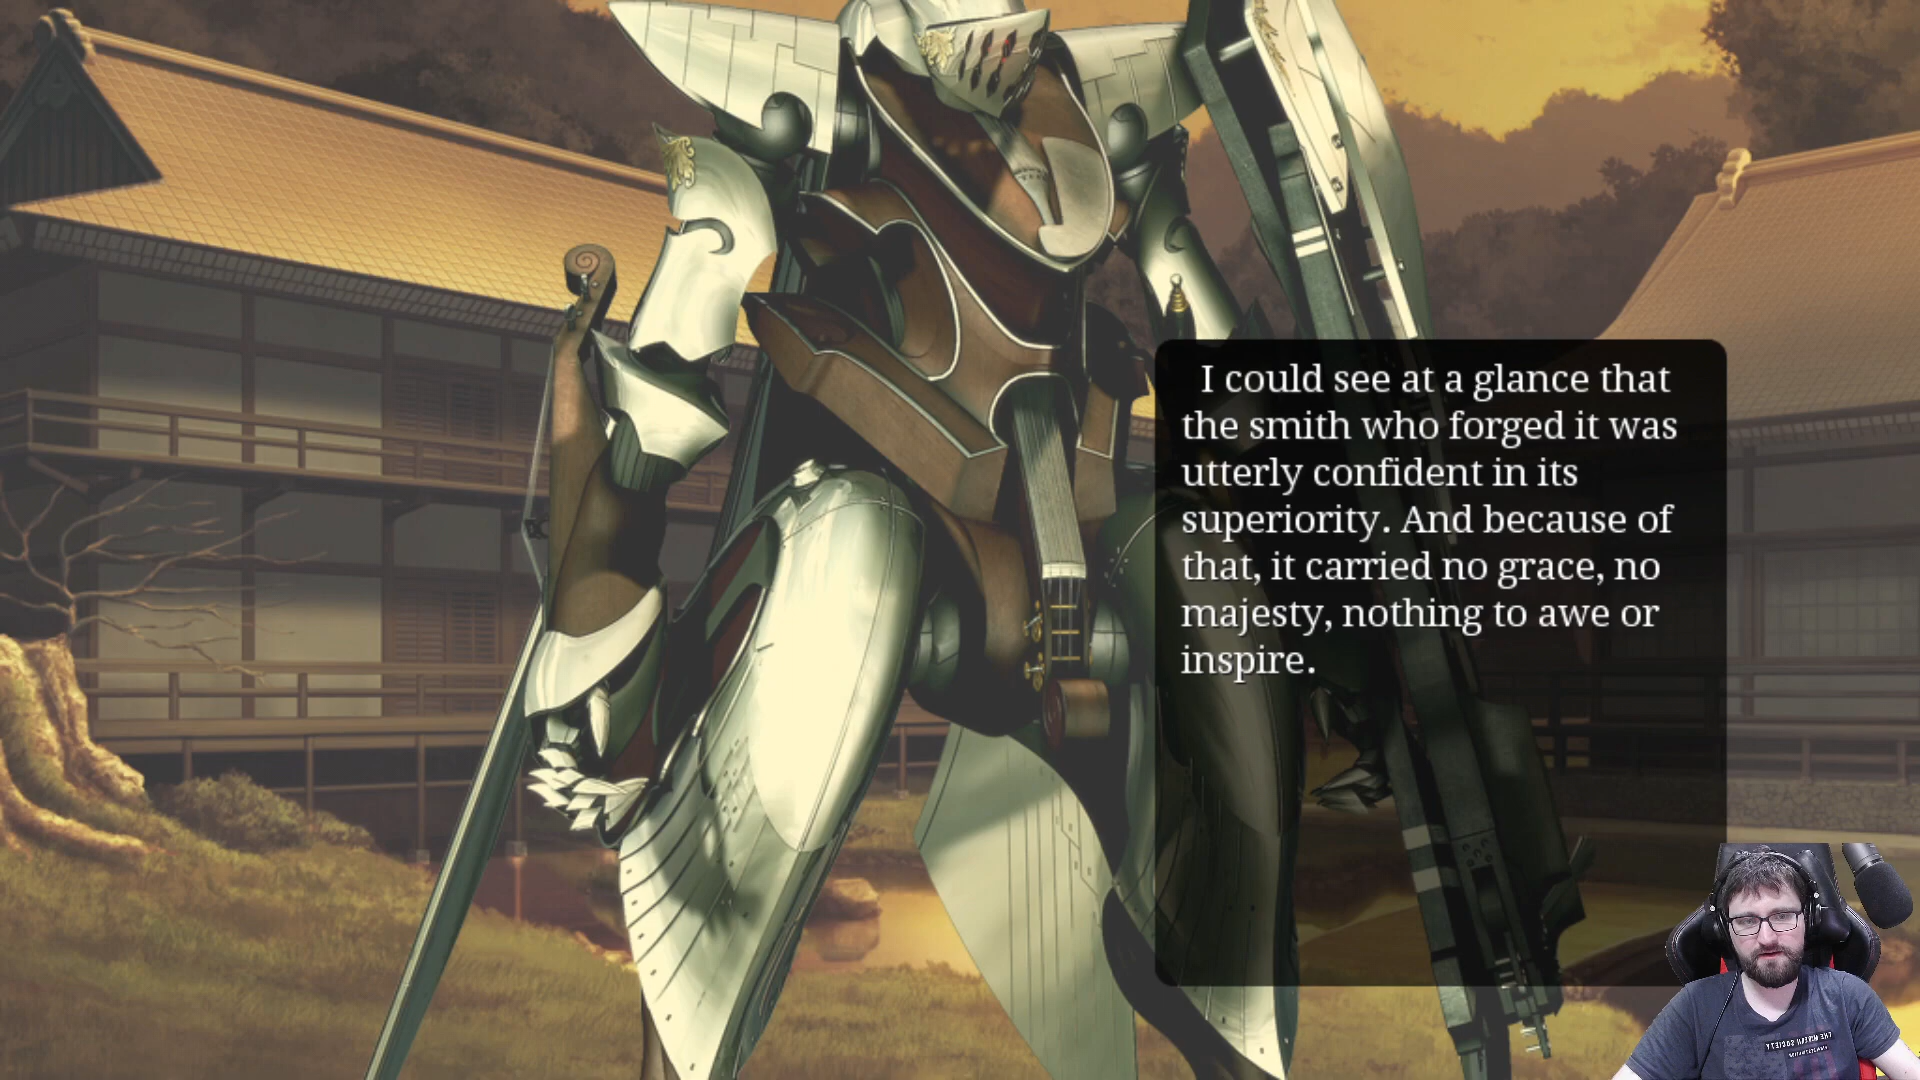 I could see at a glance that
the smith who forged it was
utterly confident in its
superiority. And because of
that, it carried no grace, no
majesty, nothing to awe or
inspire.